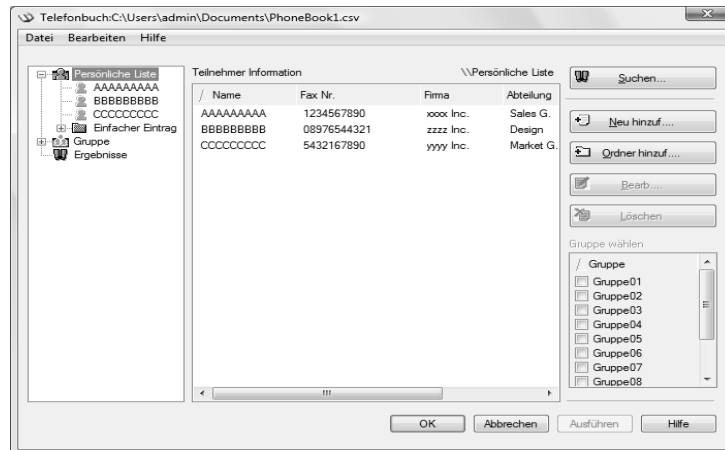 Telefonbuch:C:\Users\admin\Documents\PhoneBook1.csv
Datei Bearbeiten Hilfe
Persönliche Liste
AAAAAAAAA
BBBBBBBBB
CCCCCCCCC
Einfacher Eintrag
Gruppe
Ergebnisse
Teilnehmer Information \\Persönliche Liste
/ Name Fax Nr. Firma Abteilung
AAAAAAAAA 1234567890 xxxx Inc. Sales G.
BBBBBBBBB 08976544321 zzzz Inc. Design
CCCCCCCCC 5432167890 yyyy Inc. Market G.
Suchen...
Neu hinzuf....
Ordner hinzuf....
Bearb....
Löschen
Gruppe wählen
/ Gruppe
Gruppe01
Gruppe02
Gruppe03
Gruppe04
Gruppe05
Gruppe06
Gruppe07
Gruppe08
OK Abbrechen Ausführen Hilfe